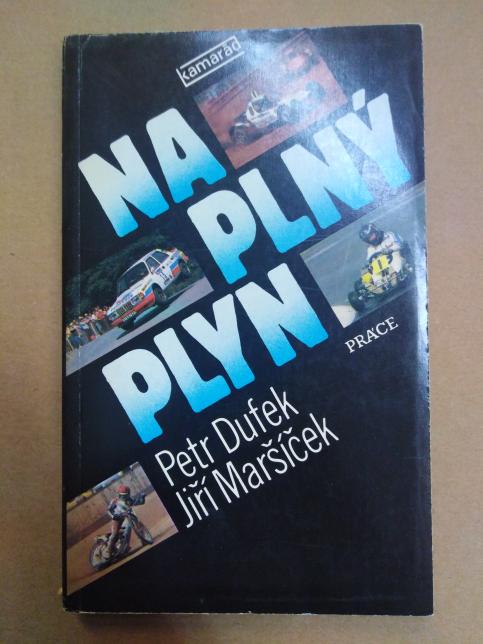 kamarád
NA
PLNÝ
PLYN
PRÁCE
Petr Dufek
Jiří Maršíček